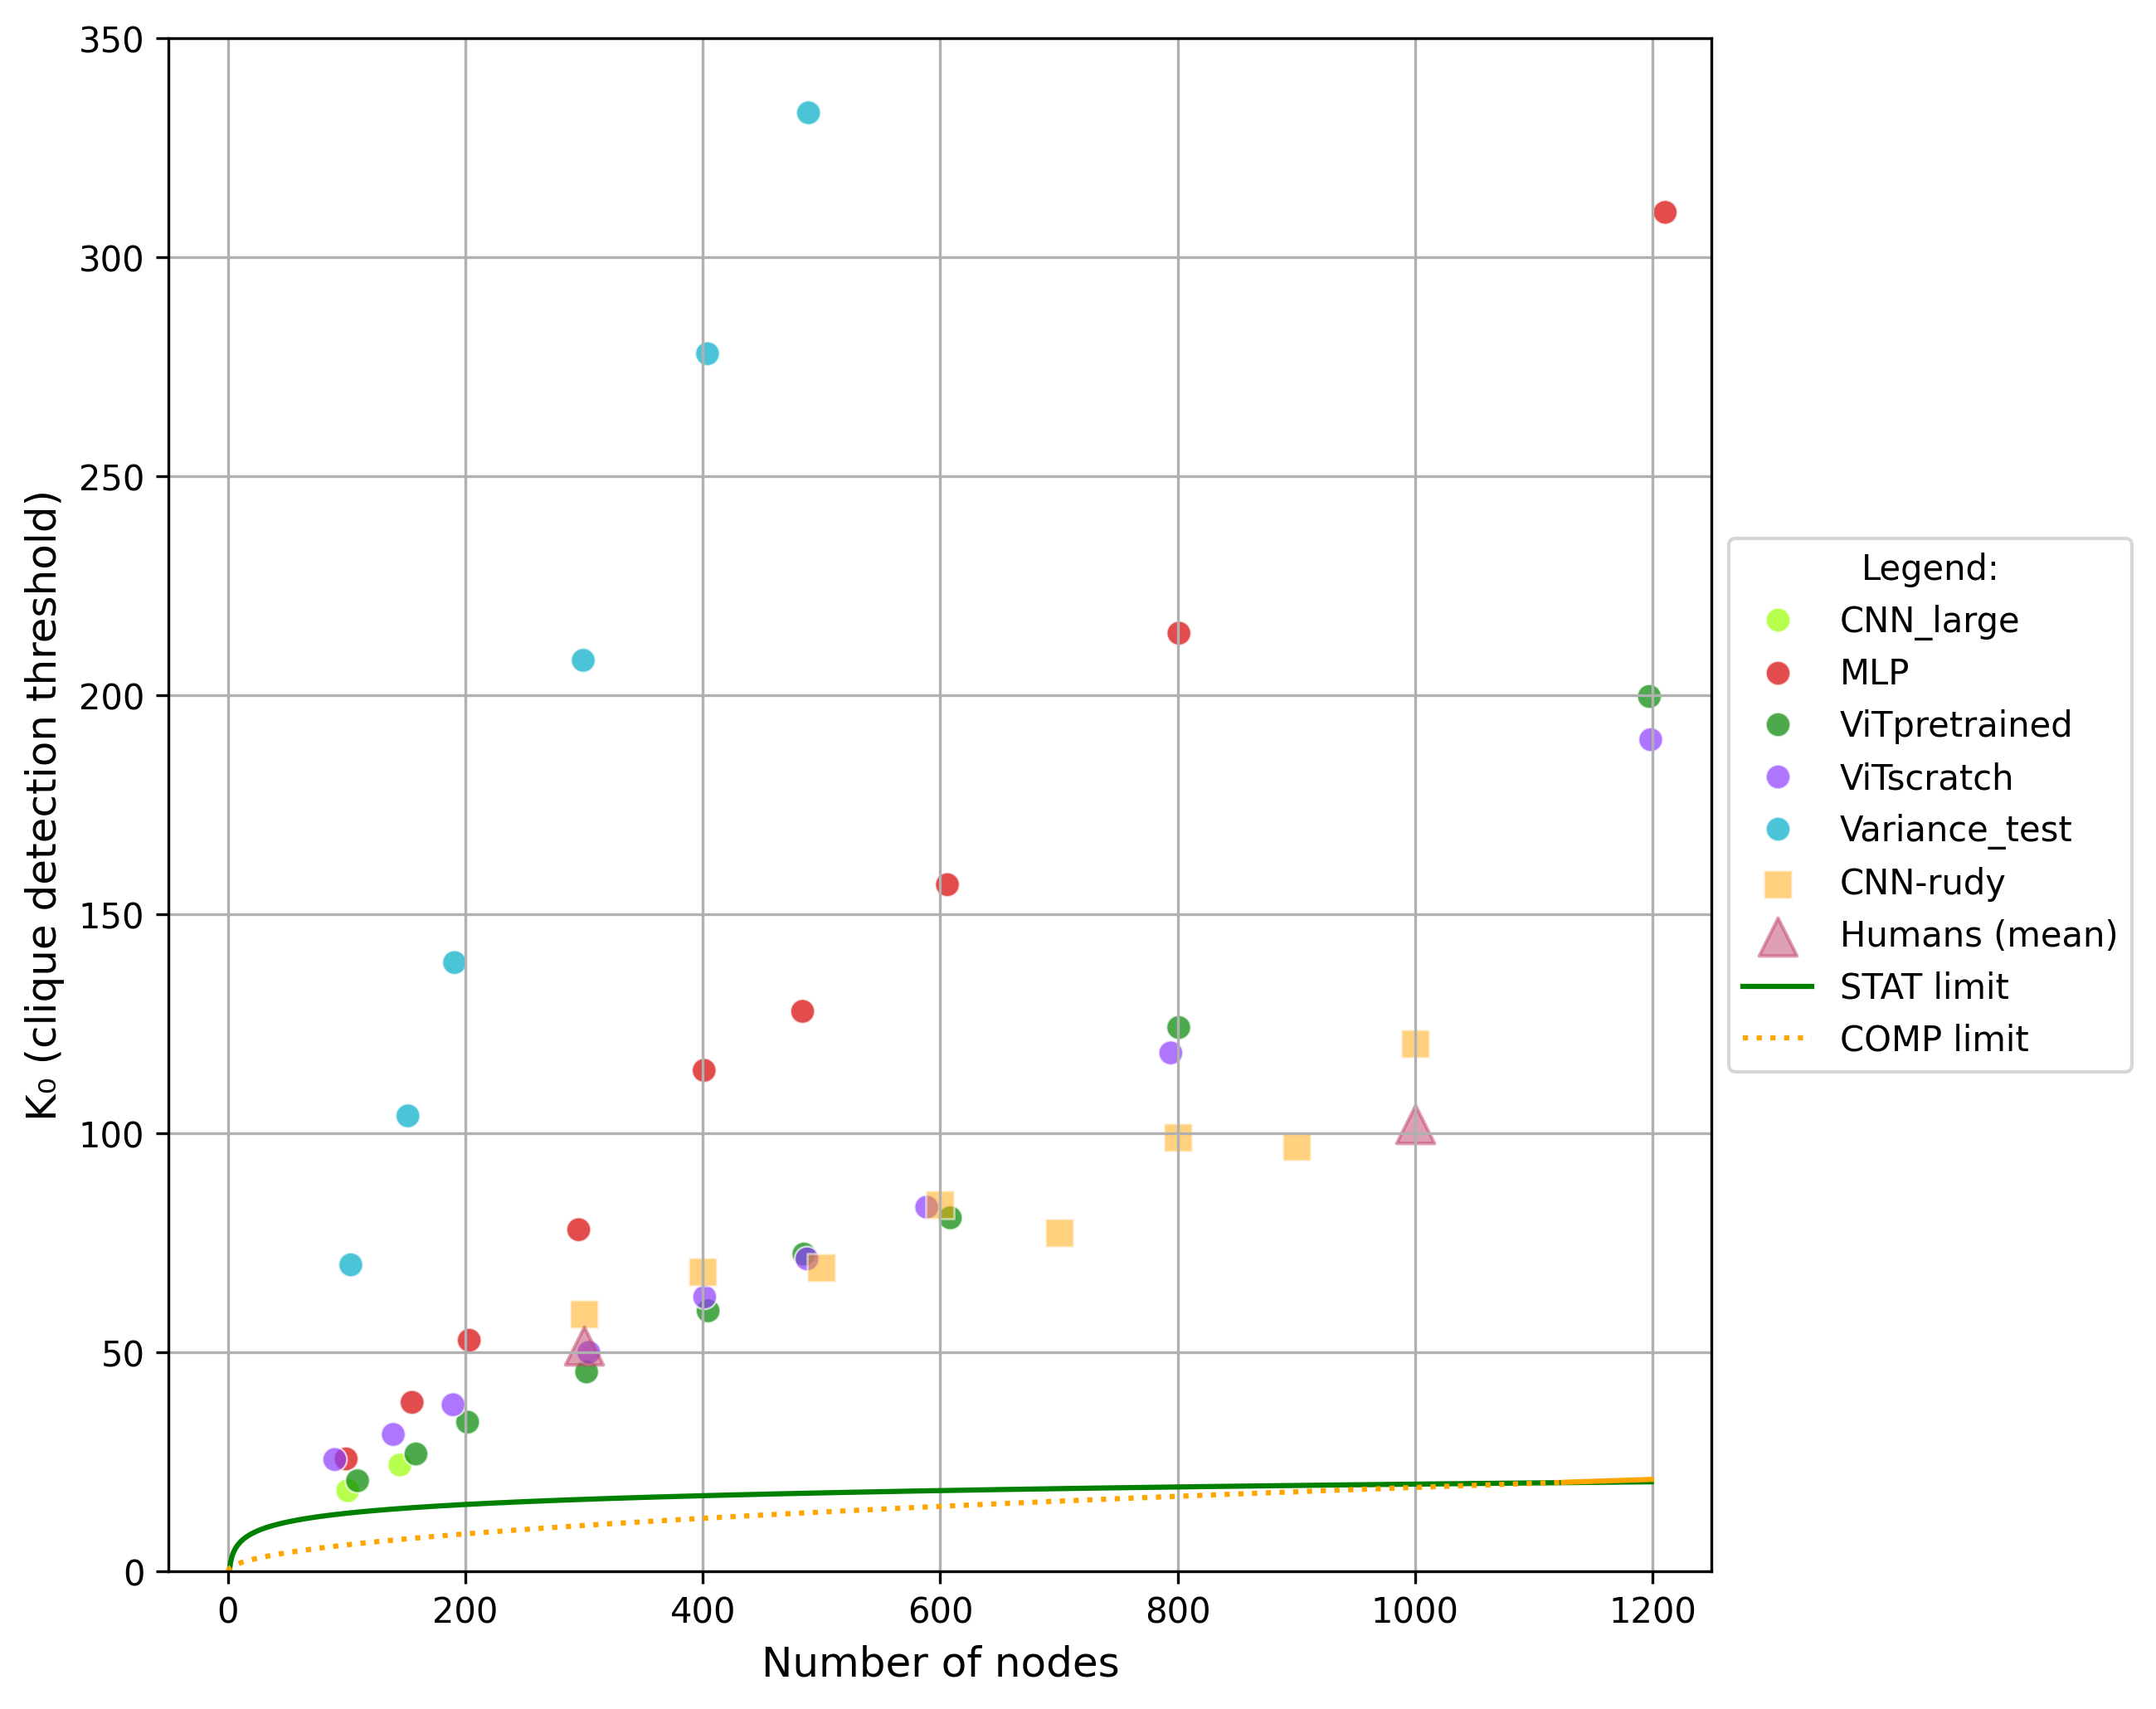 350
300
250
200
150
100
50
0
K₀ (clique detection threshold)
0 200 400 600 800 1000 1200
Number of nodes
Legend:
CNN_large
MLP
ViTpretrained
ViTscratch
Variance_test
CNN-rudy
Humans (mean)
STAT limit
COMP limit